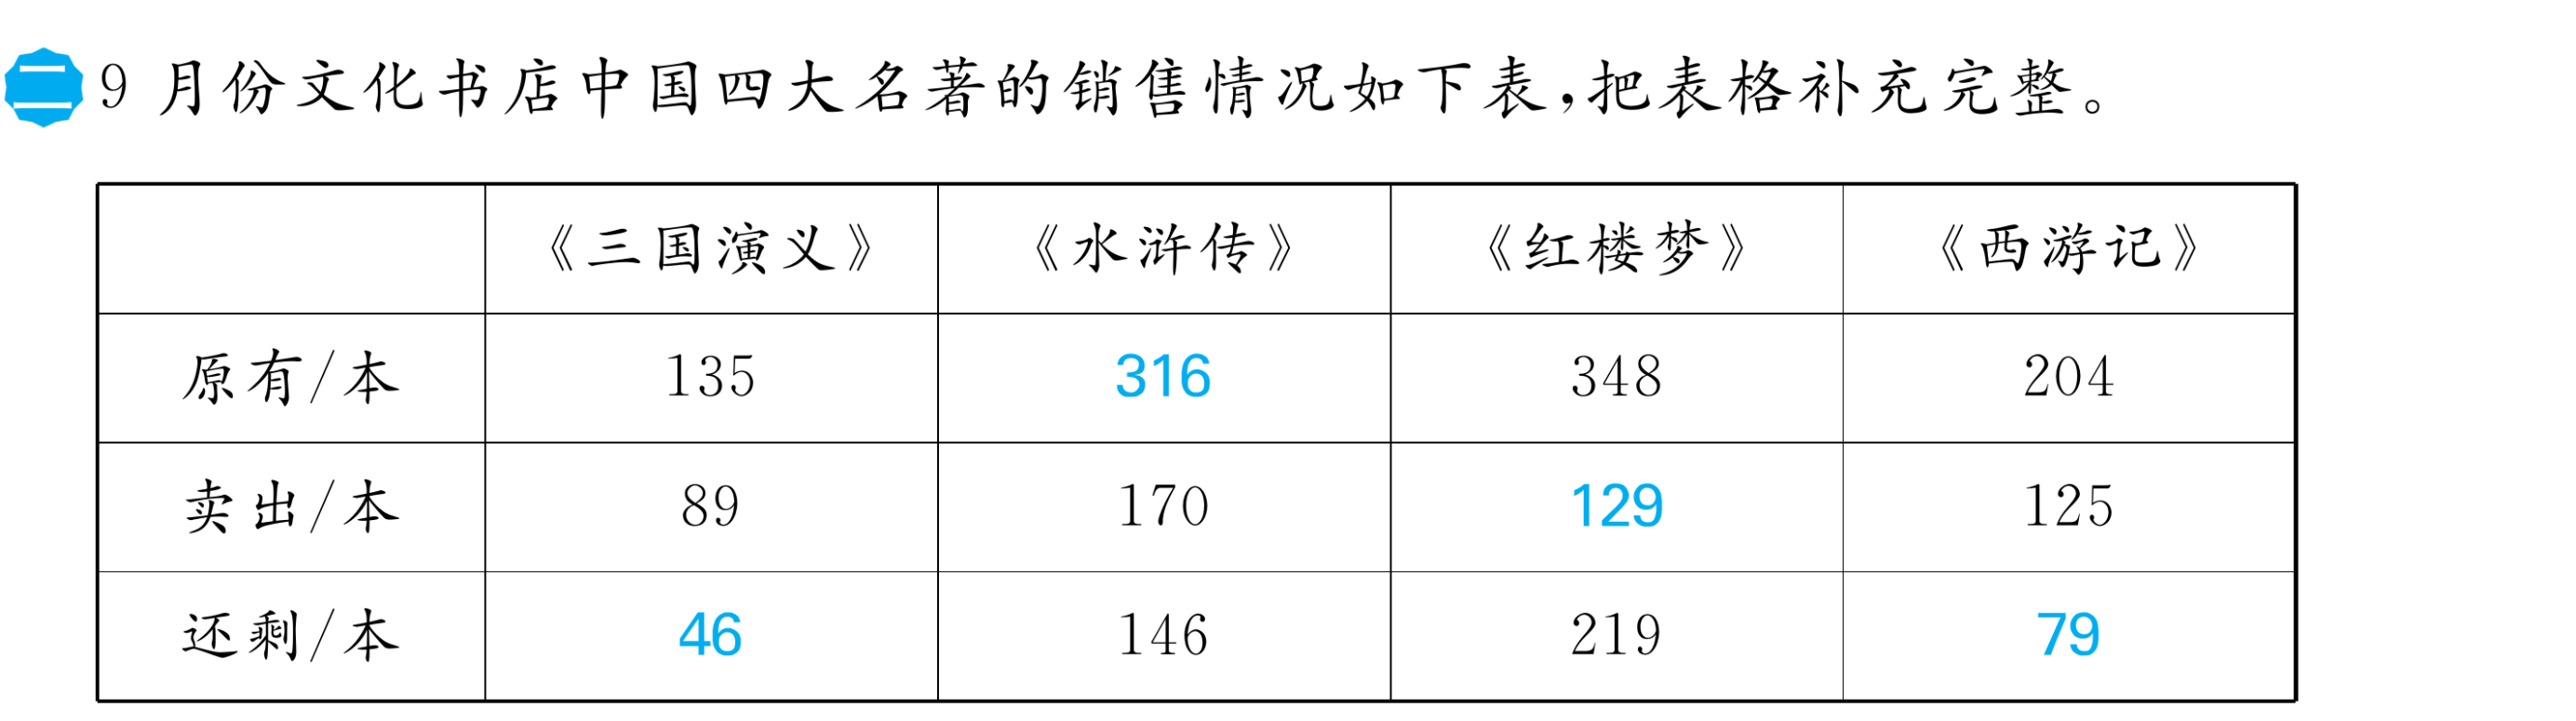 二 9 月份文化书店中国四大名著的销售情况如下表,把表格补充完整。
《三国演义》 《水浒传》 《红楼梦》 《西游记》
原有/本 135 316 348 204
卖出/本 89 170 129 125
还剩/本 46 146 219 79